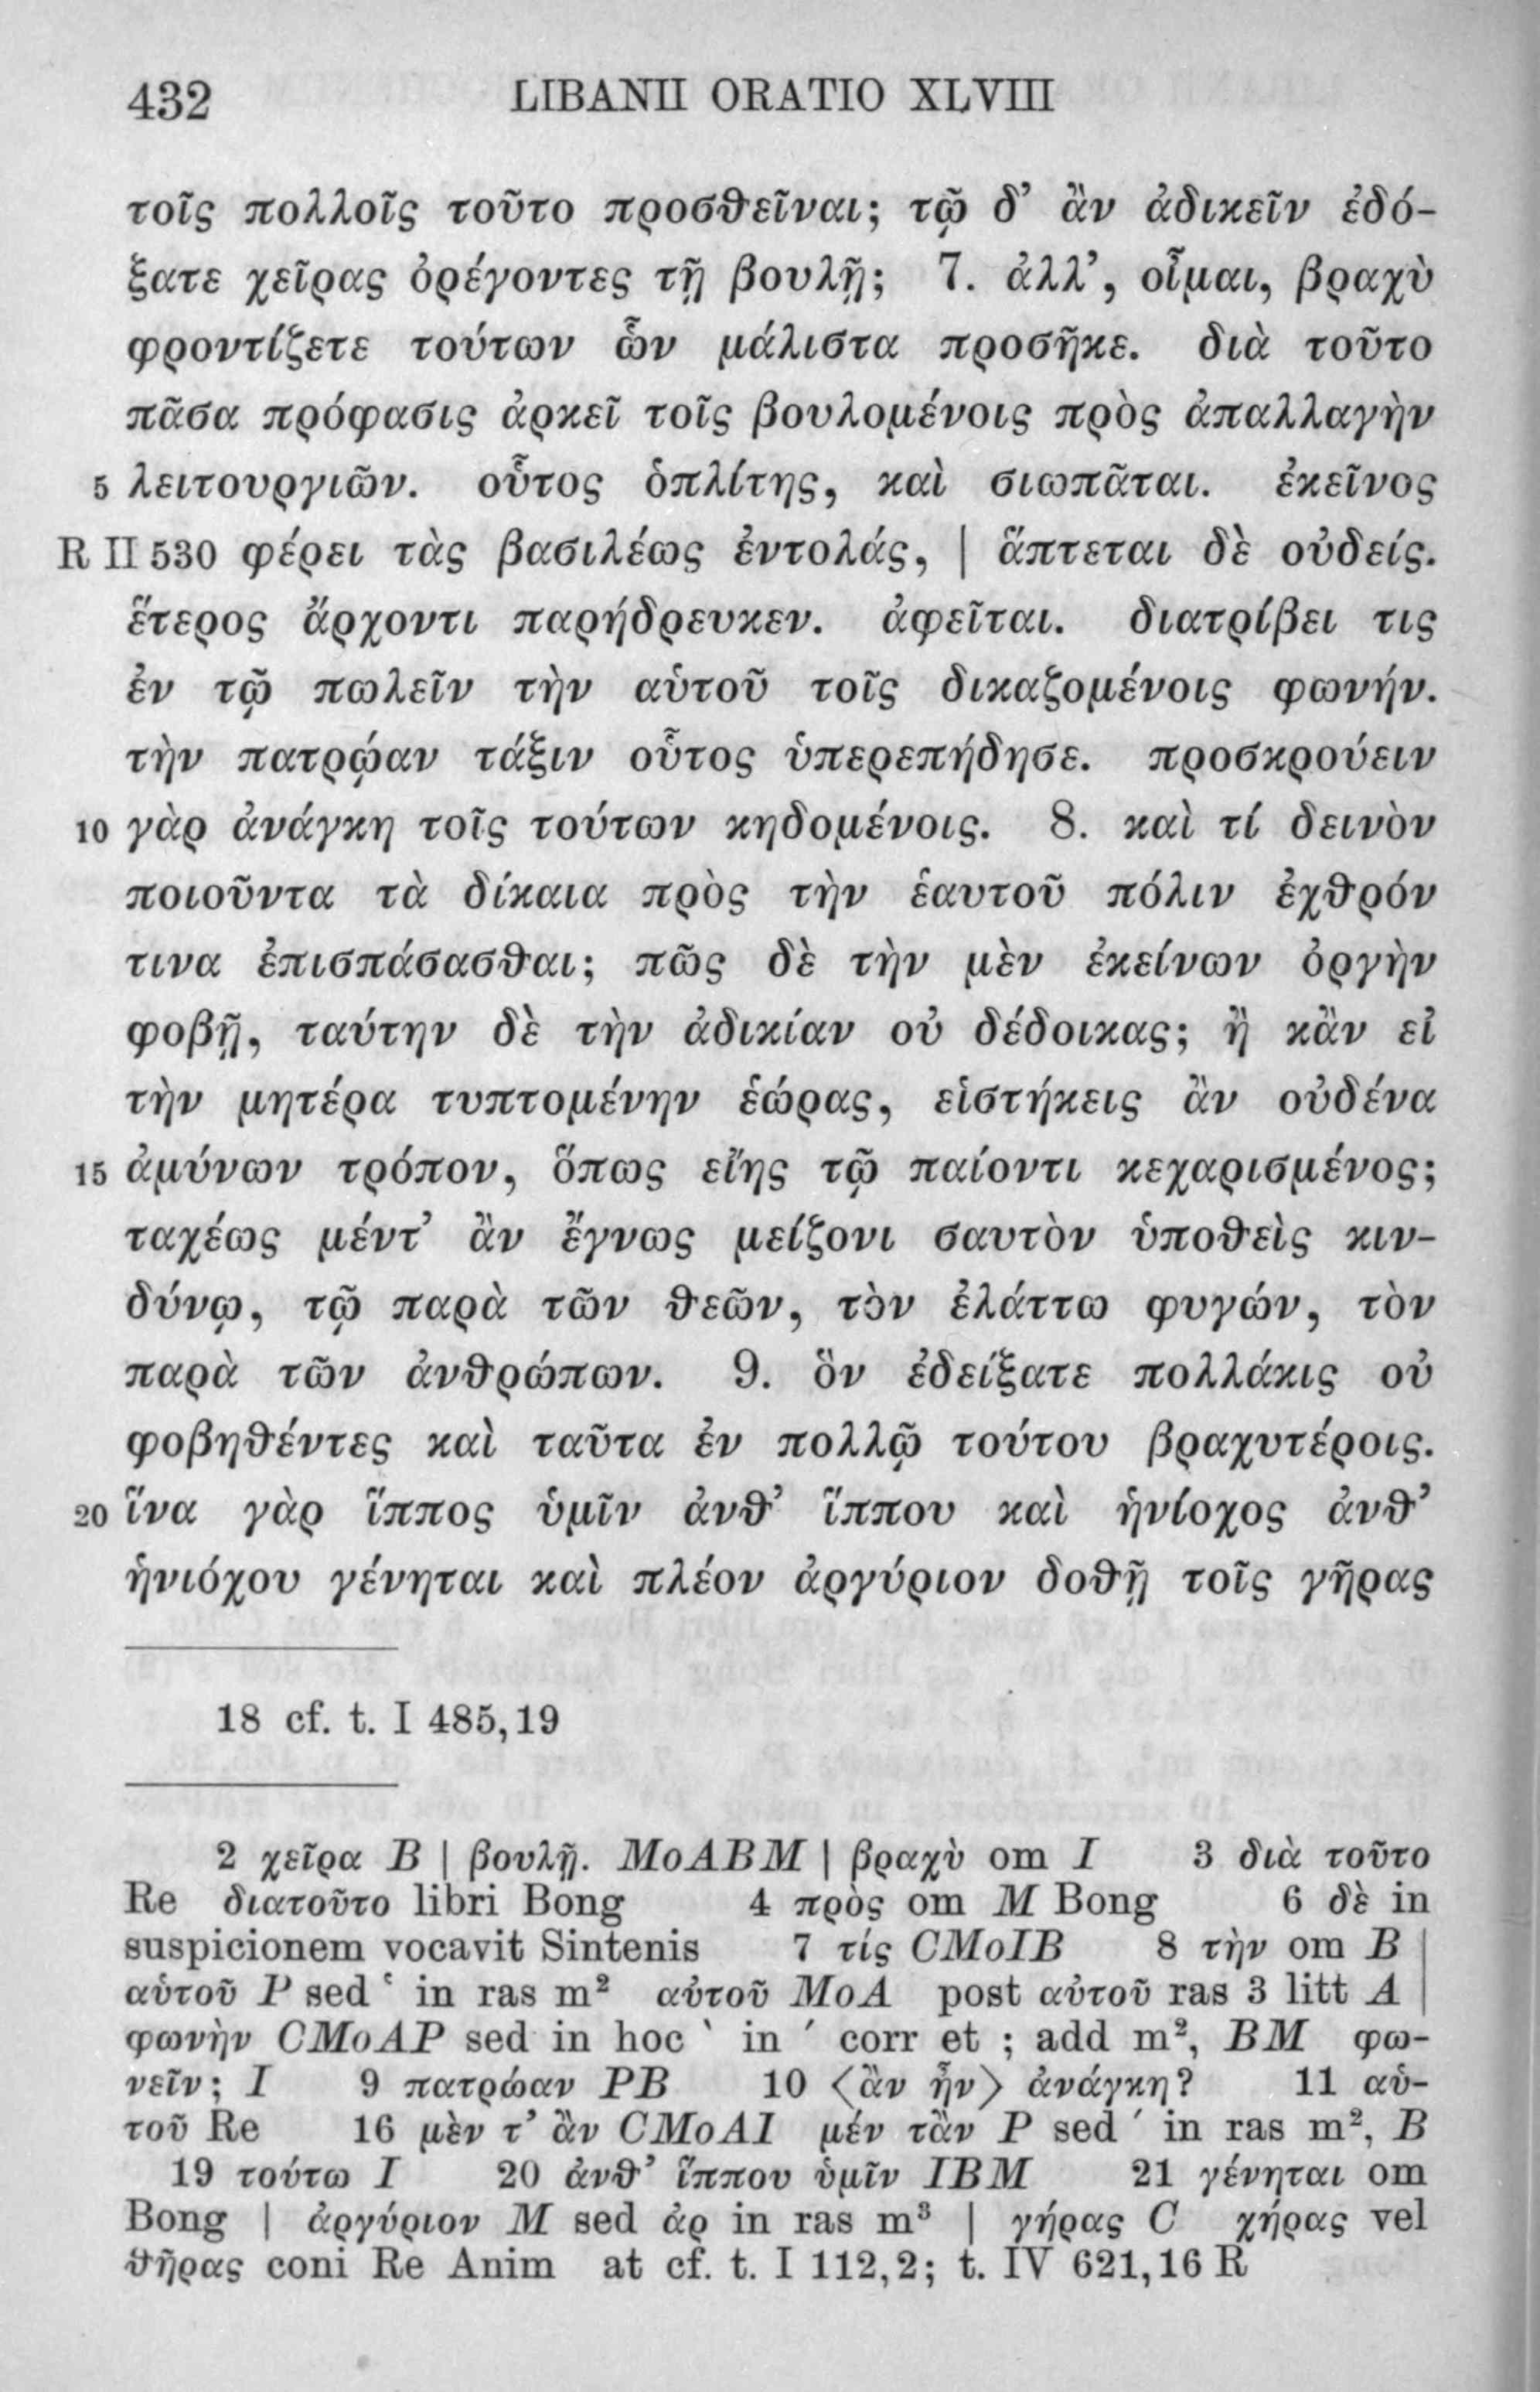 432 LIBANII ORATIO XLVIII
τοῖς πολλοῖς τοῦτο προσθεῖναι; τῷ δ’ ἂν ἀδικεῖν ἐδό-
ξατε χεῖρας ὀρέγοντες τῇ βουλῇ; 7. ἀλλ’, οἶμαι, βραχὺ
φροντίζετε τούτων ὧν μάλιστα προσῆκε. διὰ τοῦτο
πᾶσα πρόφασις ἀρκεῖ τοῖς βουλομένοις πρὸς ἀπαλλαγὴν
5 λειτουργιῶν. οὗτος ὁπλίτης, καὶ σιωπᾶται. ἐκεῖνος
R II 530 φέρει τὰς βασιλέως ἐντολάς, | ἅπτεται δὲ οὐδείς.
ἕτερος ἄρχοντι παρήδρευκεν. ἀφεῖται. διατρίβει τις
ἐν τῷ πωλεῖν τὴν αὑτοῦ τοῖς δικαζομένοις φωνήν.
τὴν πατρῴαν τάξιν οὗτος ὑπερεπήδησε. προσκρούειν
10 γὰρ ἀνάγκη τοῖς τούτων κηδομένοις. 8. καὶ τί δεινὸν
ποιοῦντα τὰ δίκαια πρὸς τὴν ἑαυτοῦ πόλιν ἐχθρόν
τινα ἐπισπάσασθαι; πῶς δὲ τὴν μὲν ἐκείνων ὀργὴν
φοβῇ, ταύτην δὲ τὴν ἀδικίαν οὐ δέδοικας; ἢ κἂν εἰ
τὴν μητέρα τυπτομένην ἑώρας, εἱστήκεις ἂν οὐδένα
15 ἀμύνων τρόπον, ὅπως εἴης τῷ παίοντι κεχαρισμένος;
ταχέως μέντ’ ἂν ἔγνως μείζονι σαυτὸν ὑποθεὶς κιν-
δύνῳ, τῷ παρὰ τῶν θεῶν, τὸν ἐλάττω φυγών, τὸν
παρὰ τῶν ἀνθρώπων. 9. ὃν ἐδείξατε πολλάκις οὐ
φοβηθέντες καὶ ταῦτα ἐν πολλῷ τούτου βραχυτέροις.
20 ἵνα γὰρ ἵππος ὑμῖν ἀνθ’ ἵππου καὶ ἡνίοχος ἀνθ’
ἡνιόχου γένηται καὶ πλέον ἀργύριον δοθῇ τοῖς γῆρας
18 cf. t. I 485,19
2 χεῖρα B | βουλῇ. MoABM | βραχὺ om I 3 διὰ τοῦτο
Re διατοῦτο libri Bong 4 πρὸς om M Bong 6 δὲ in
suspicionem vocavit Sintenis 7 τίς CMoIB 8 τὴν om B |
αὑτοῦ P sed ʽ in ras m² αὐτοῦ MoA post αὐτοῦ ras 3 litt A |
φωνὴν CMoAP sed in hoc ` in ´ corr et ; add m², BM φω-
νεῖν; I 9 πατρώαν PB 10 〈ἂν ἦν〉 ἀνάγκη? 11 αὑ-
τοῦ Re 16 μὲν τ’ ἂν CMoAI μέν τἂν P sed ´ in ras m², B
19 τούτω I 20 ἀνθ’ ἵππου ὑμῖν IBM 21 γένηται om
Bong | ἀργύριον M sed ἀρ in ras m³ | γήρας C χήρας vel
θῆρας coni Re Anim at cf. t. I 112,2; t. IV 621,16 R